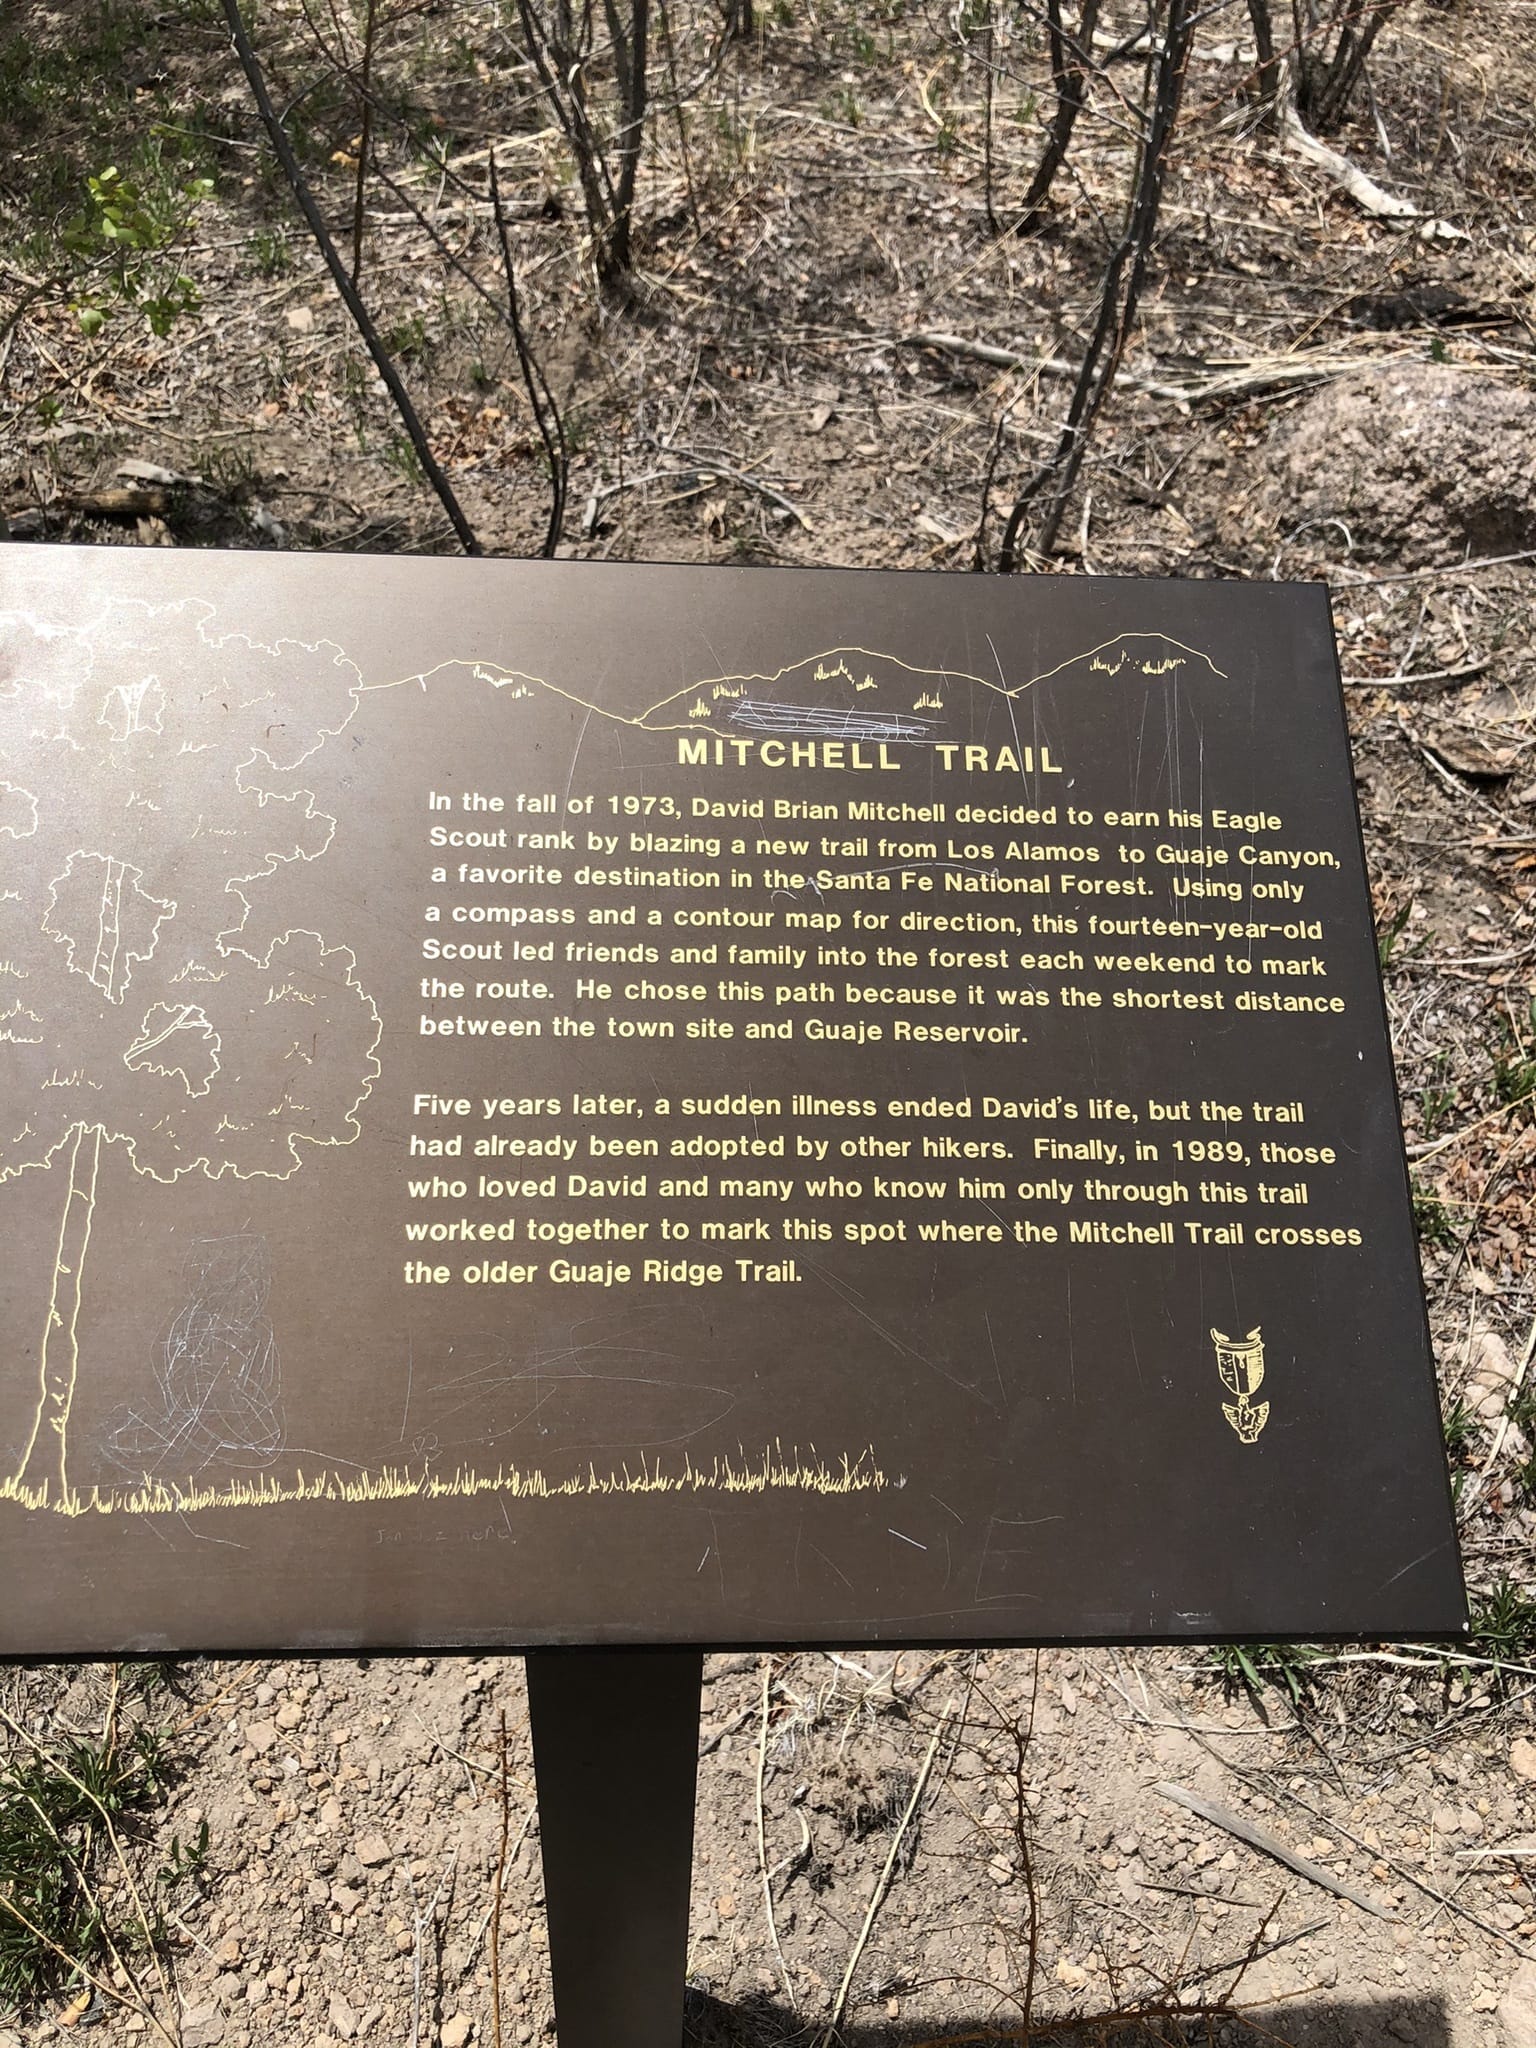 MITCHELL TRAIL
In the fall of 1973, David Brian Mitchell decided to earn his Eagle
Scout rank by blazing a new trail from Los Alamos to Guaje Canyon,
a favorite destination in the Santa Fe National Forest. Using only
a compass and a contour map for direction, this fourteen-year-old
Scout led friends and family into the forest each weekend to mark
the route. He chose this path because it was the shortest distance
between the town site and Guaje Reservoir.
Five years later, a sudden illness ended David's life, but the trail
had already been adopted by other hikers. Finally, in 1989, those
who loved David and many who know him only through this trail
worked together to mark this spot where the Mitchell Trail crosses
the older Guaje Ridge Trail.